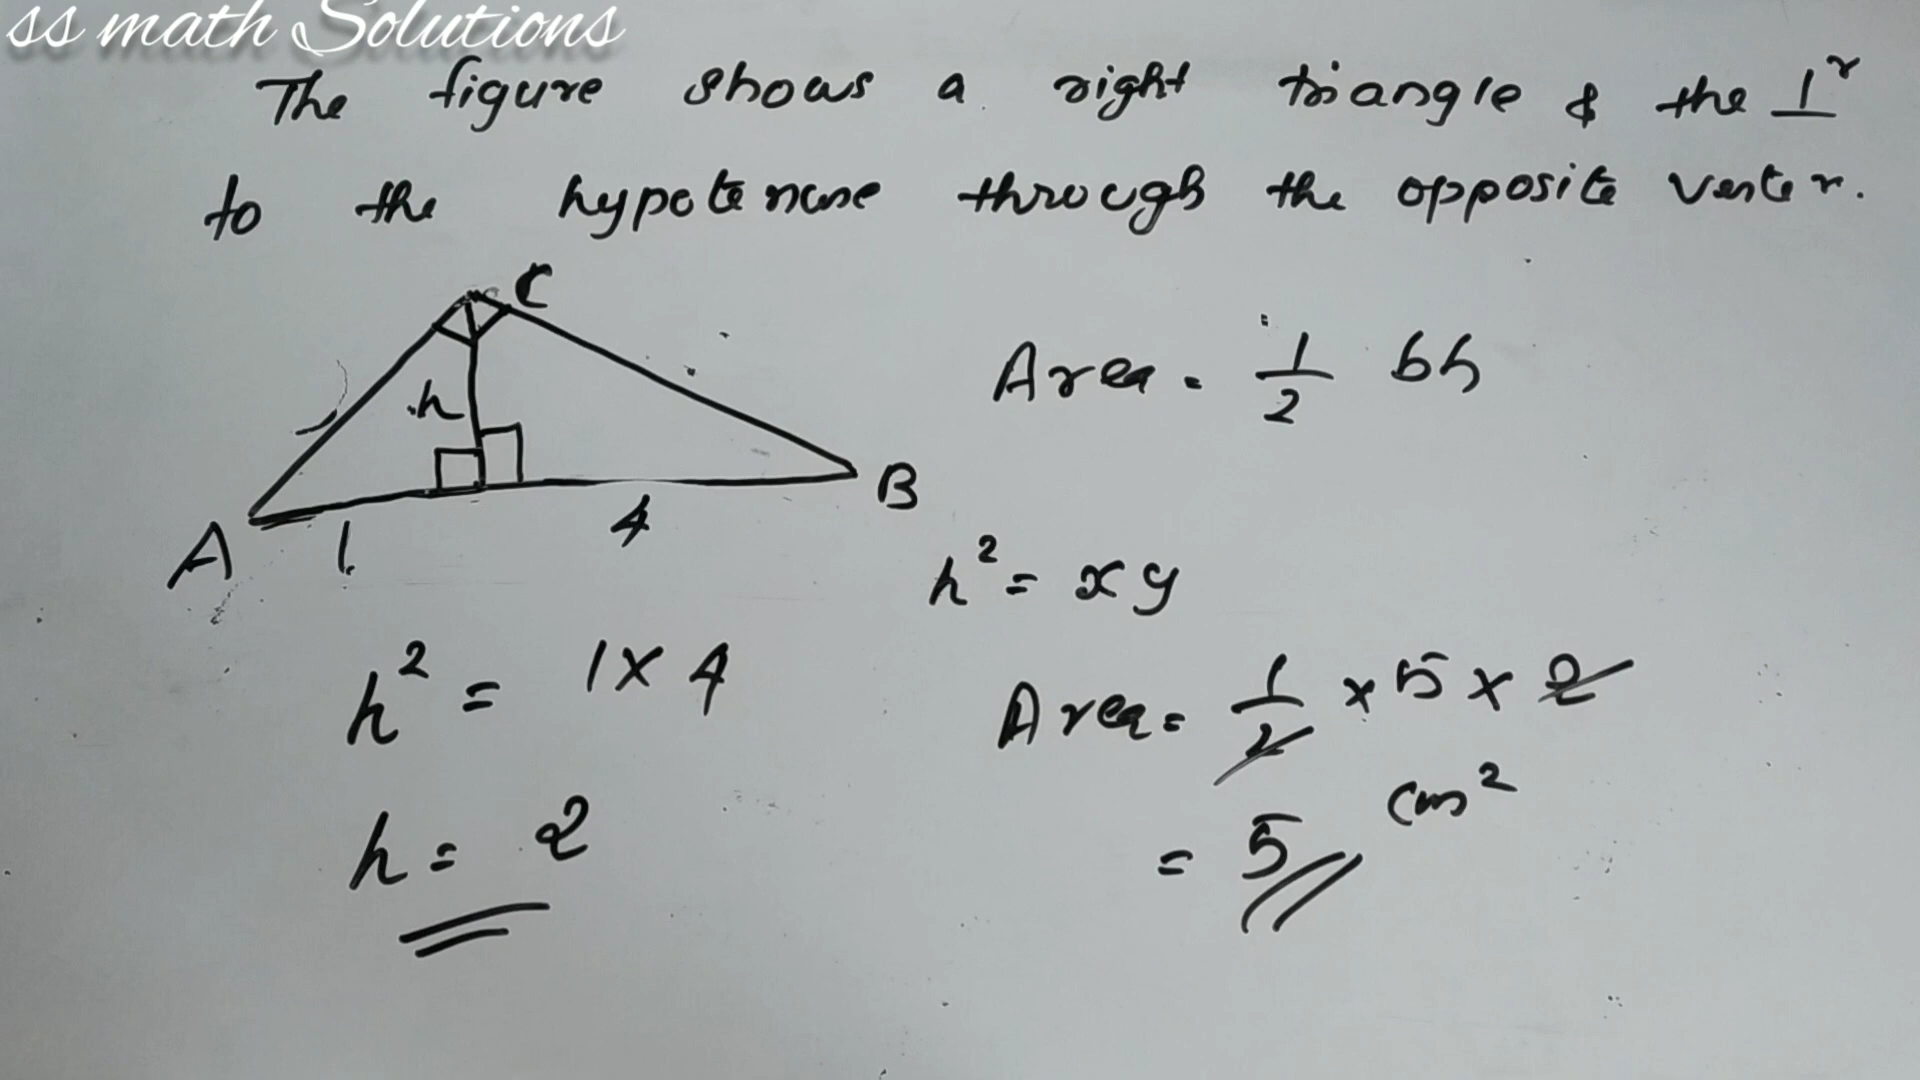 ss math Solutions
The figure shows a right triangle & the ⊥r
to the hypotenuse through the opposite vertex.
C
h
A
1
4
B
Area = 1/2 bh
h² = xy
h² = 1 × 4
h = 2
Area = 1/2 × 5 × 2
= 5 cm²